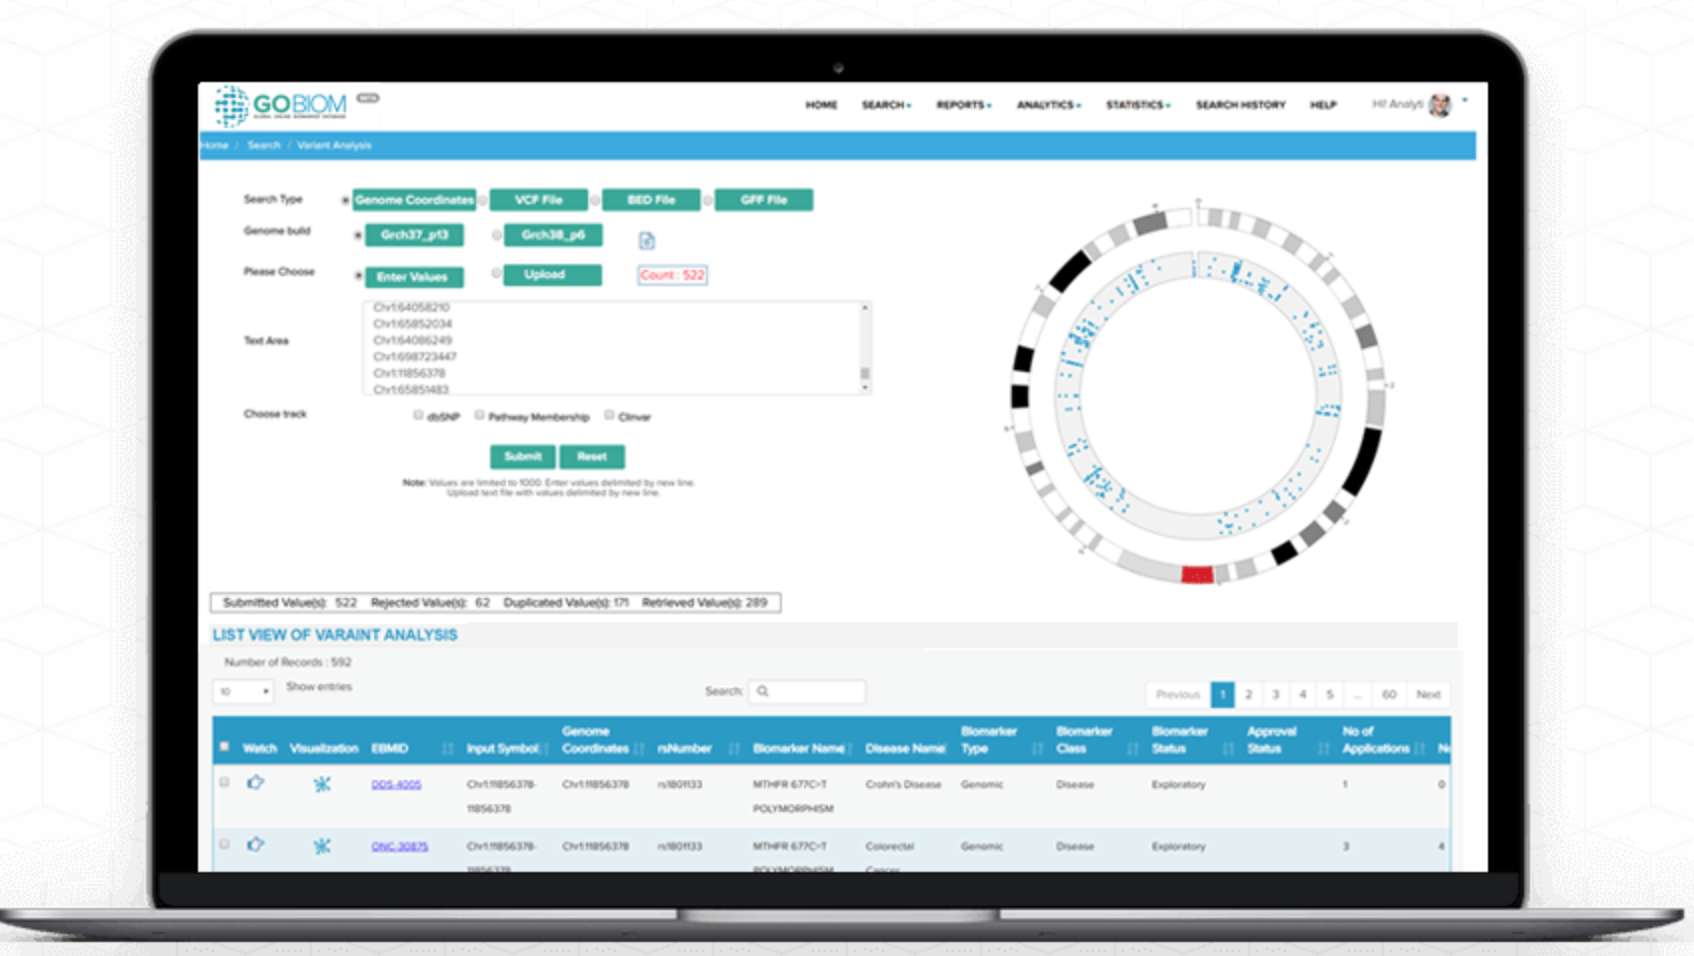 GOBIOM
HOME SEARCH REPORTS ANALYTICS STATISTICS SEARCH HISTORY HELP Hi! Analyti
Home / Search / Variant Analysis
Search Type Genome Coordinates VCF File BED File GFF File
Genome build Grch37_p13 Grch38_p6
Please Choose Enter Values Upload Count : 522
Chr1:64058210
Chr1:65852034
Text Area Chr1:64086249
Chr1:698723447
Chr1:11856378
Chr1:65851483
Choose track dbSNP Pathway Membership Clinvar
Submit Reset
Note: Values are limited to 1000. Enter values delimited by new line.
Upload text file with values delimited by new line.
Submitted Value(s): 522 Rejected Value(s): 62 Duplicated Value(s): 171 Retrieved Value(s): 289
LIST VIEW OF VARAINT ANALYSIS
Number of Records : 592
10 Show entries Search: Previous 1 2 3 4 5 ... 60 Next
Watch Visualization EBMID Input Symbol Genome Coordinates rsNumber Biomarker Name Disease Name Biomarker Type Biomarker Class Biomarker Status Approval Status No of Applications
DDS-4005 Chr1:11856378- Chr1:11856378 rs1801133 MTHFR 677C>T Crohn's Disease Genomic Disease Exploratory 1 0
11856378 POLYMORPHISM
ONC-30875 Chr1:11856378- Chr1:11856378 rs1801133 MTHFR 677C>T Colorectal Genomic Disease Exploratory 3 4
11856378 POLYMORPHISM Cancer